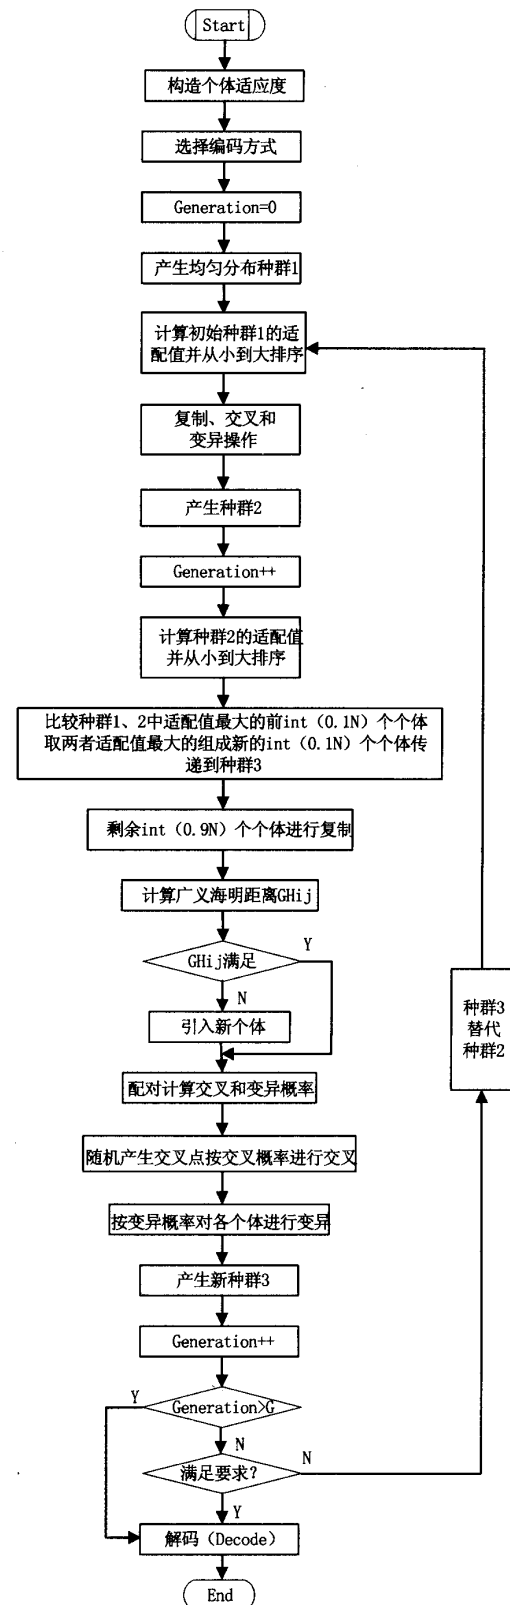 Start
构造个体适应度
选择编码方式
Generation=0
产生均匀分布种群1
计算初始种群1的适
配值并从小到大排序
复制、交叉和
变异操作
产生种群2
Generation++
计算种群2的适配值
并从小到大排序
比较种群1、2中适配值最大的前int（0.1N）个个体
取两者适配值最大的组成新的int（0.1N）个个体传
递到种群3
剩余int（0.9N）个个体进行复制
计算广义海明距离GHij
GHij满足
Y
N
引入新个体
种群3
替代
种群2
配对计算交叉和变异概率
随机产生交叉点按交叉概率进行交叉
按变异概率对各个体进行变异
产生新种群3
Generation++
Generation>G
Y
N
满足要求?
N
Y
解码（Decode）
End